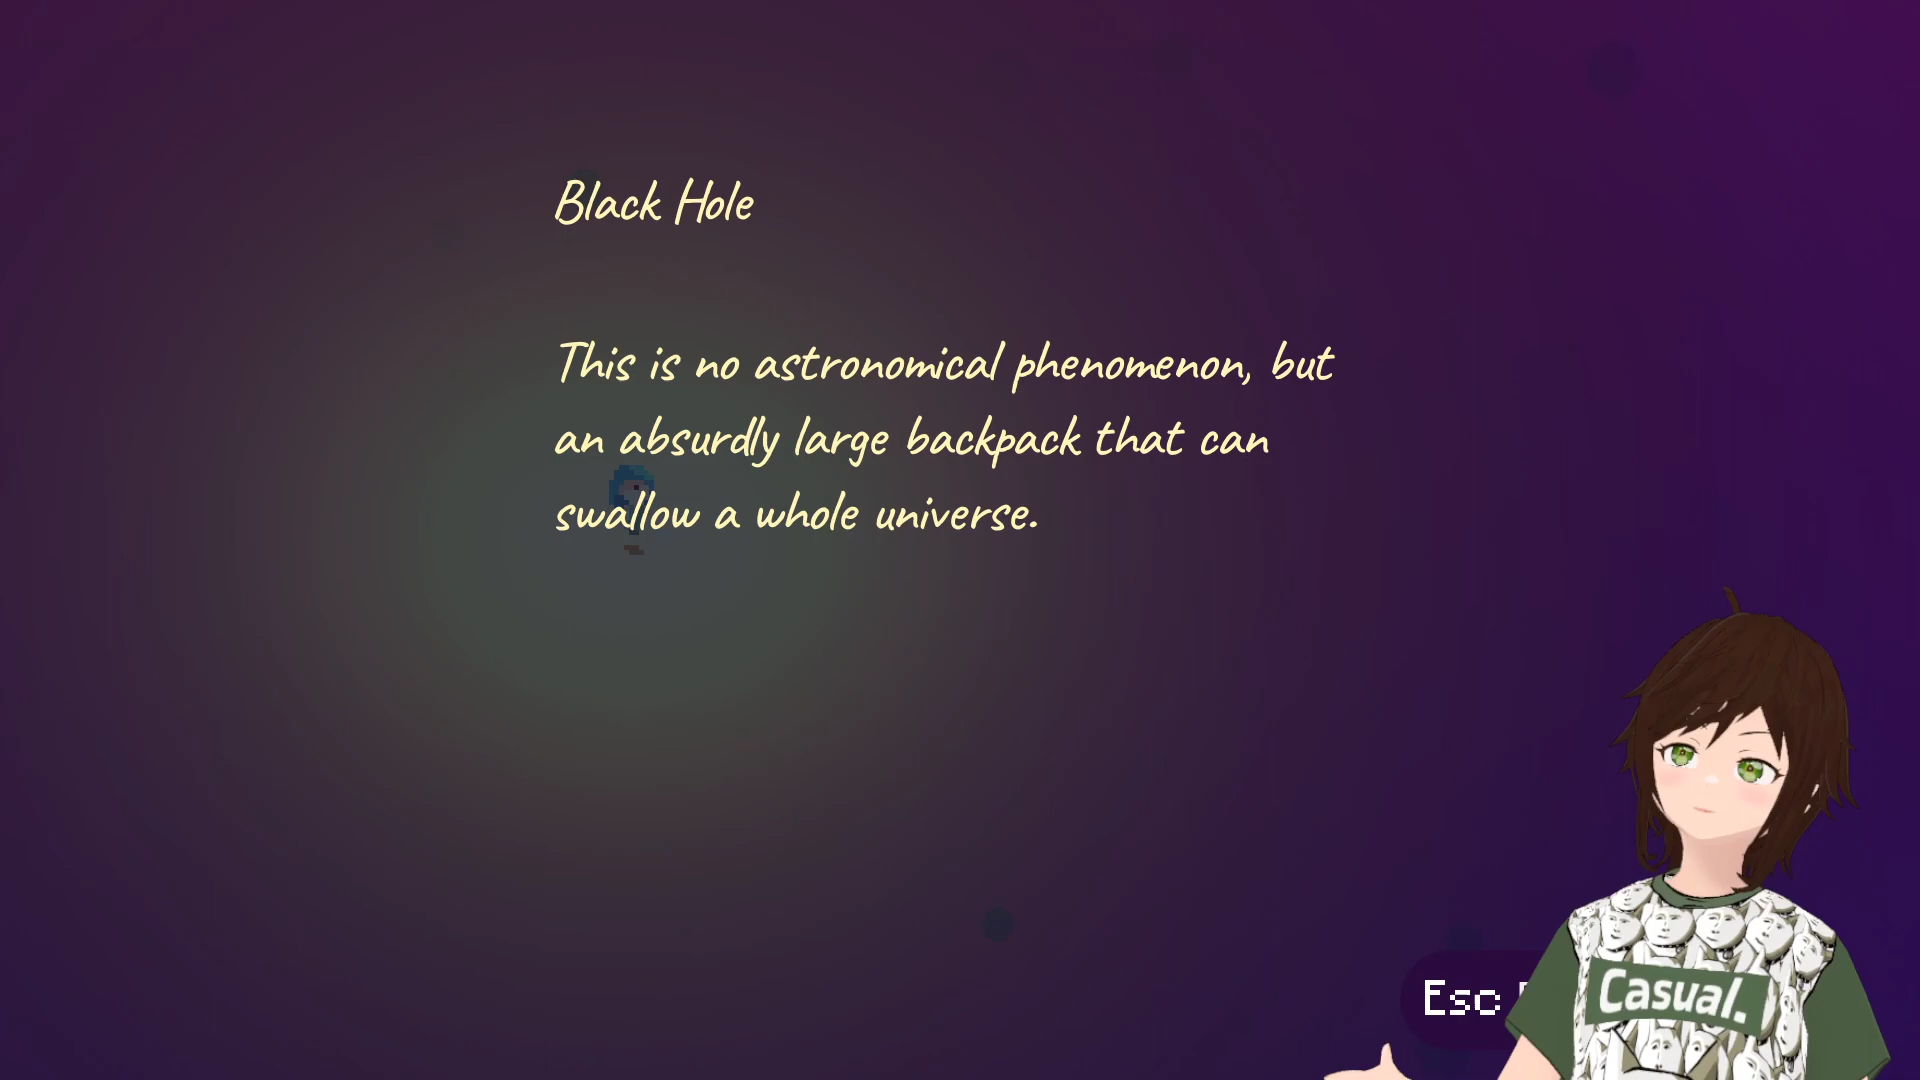 Black Hole
This is no astronomical phenomenon, but
an absurdly large backpack that can
swallow a whole universe.
Esc
Casual.